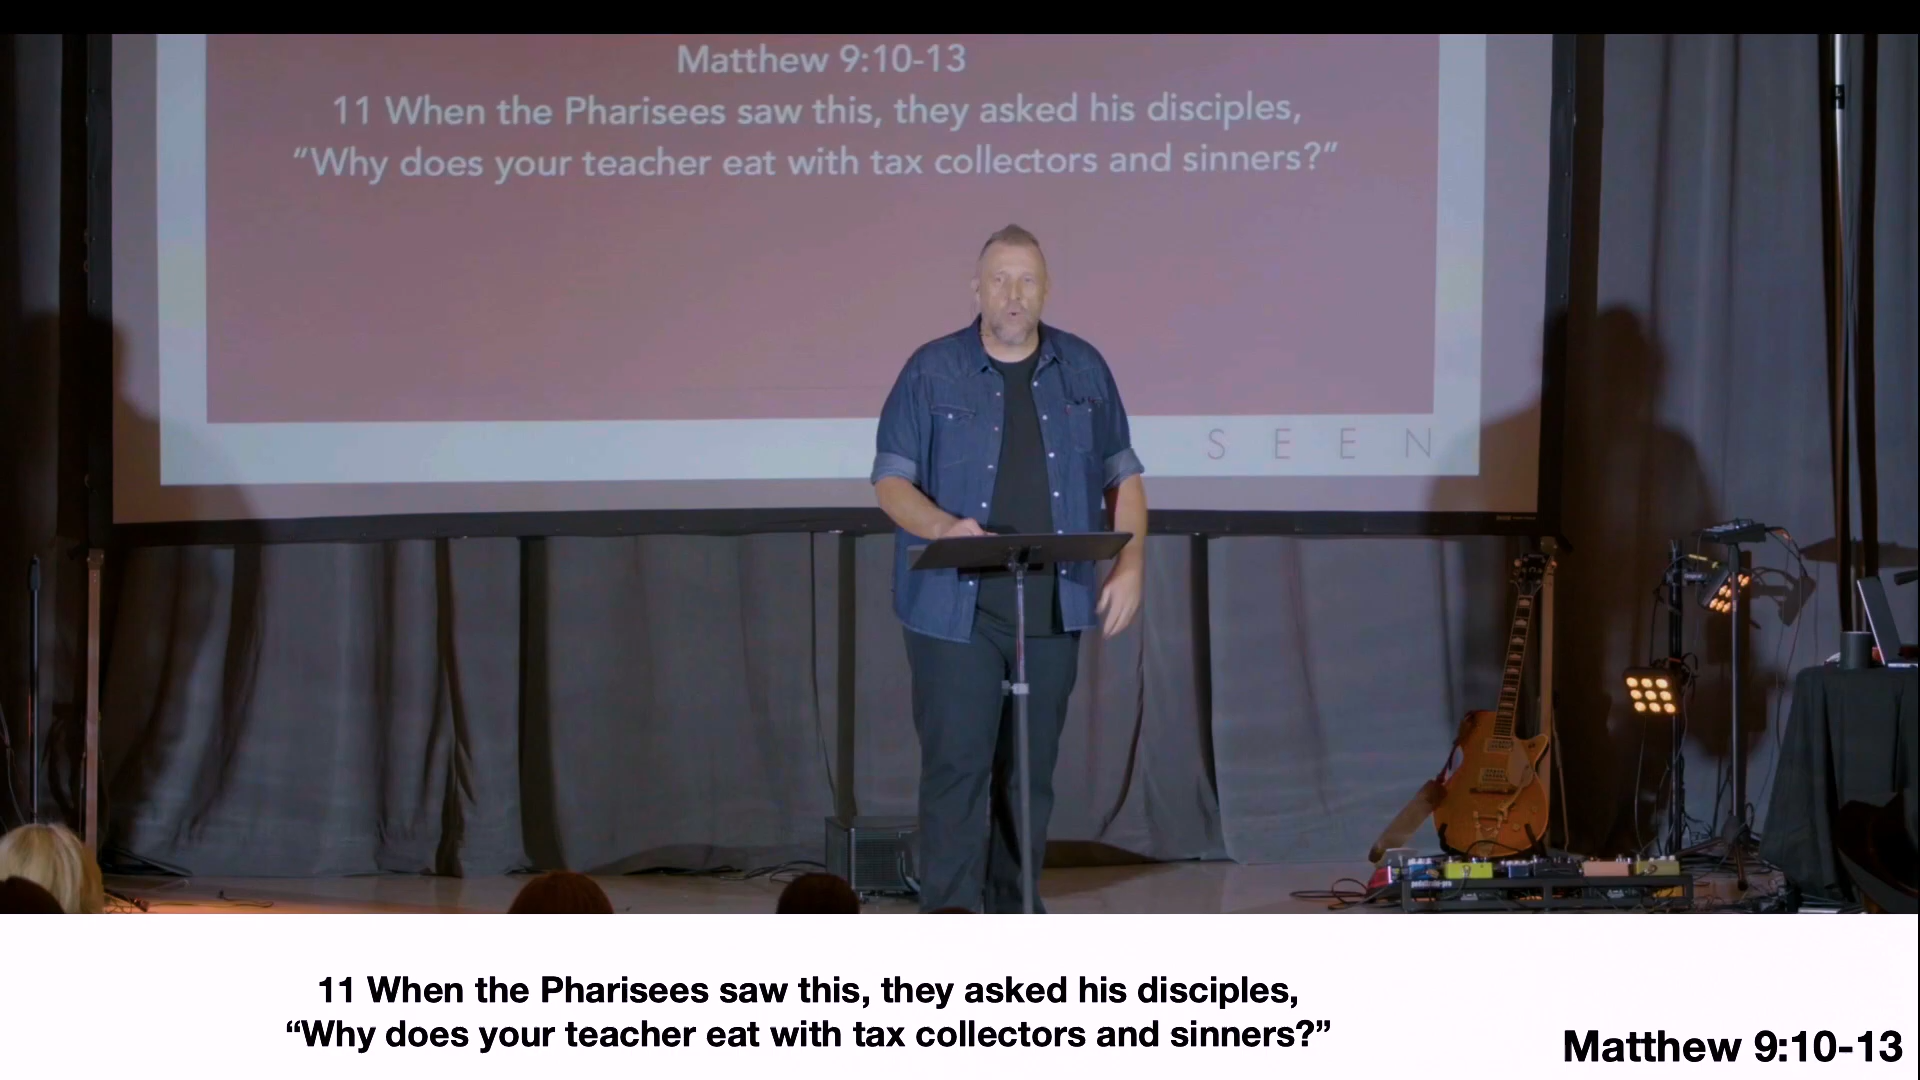 Matthew 9:10-13
11 When the Pharisees saw this, they asked his disciples,
"Why does your teacher eat with tax collectors and sinners?"
S E E N
11 When the Pharisees saw this, they asked his disciples,
“Why does your teacher eat with tax collectors and sinners?”
Matthew 9:10-13